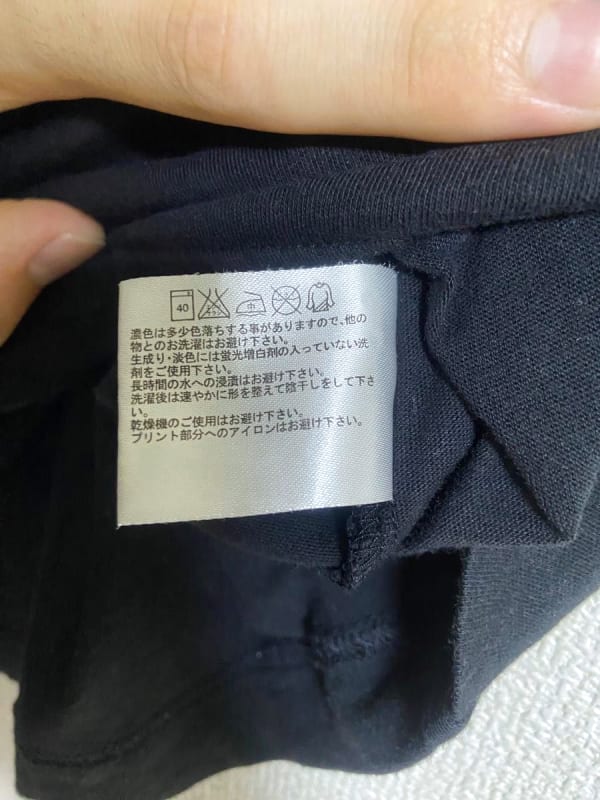 40
濃色は多少色落ちする事がありますので、他の
物とのお洗濯はお避け下さい。
生成り・淡色には蛍光増白剤の入っていない洗
剤をご使用下さい。
長時間の水への浸漬はお避け下さい。
洗濯後は速やかに形を整えて陰干しをして下さ
い。
乾燥機のご使用はお避け下さい。
プリント部分へのアイロンはお避け下さい。